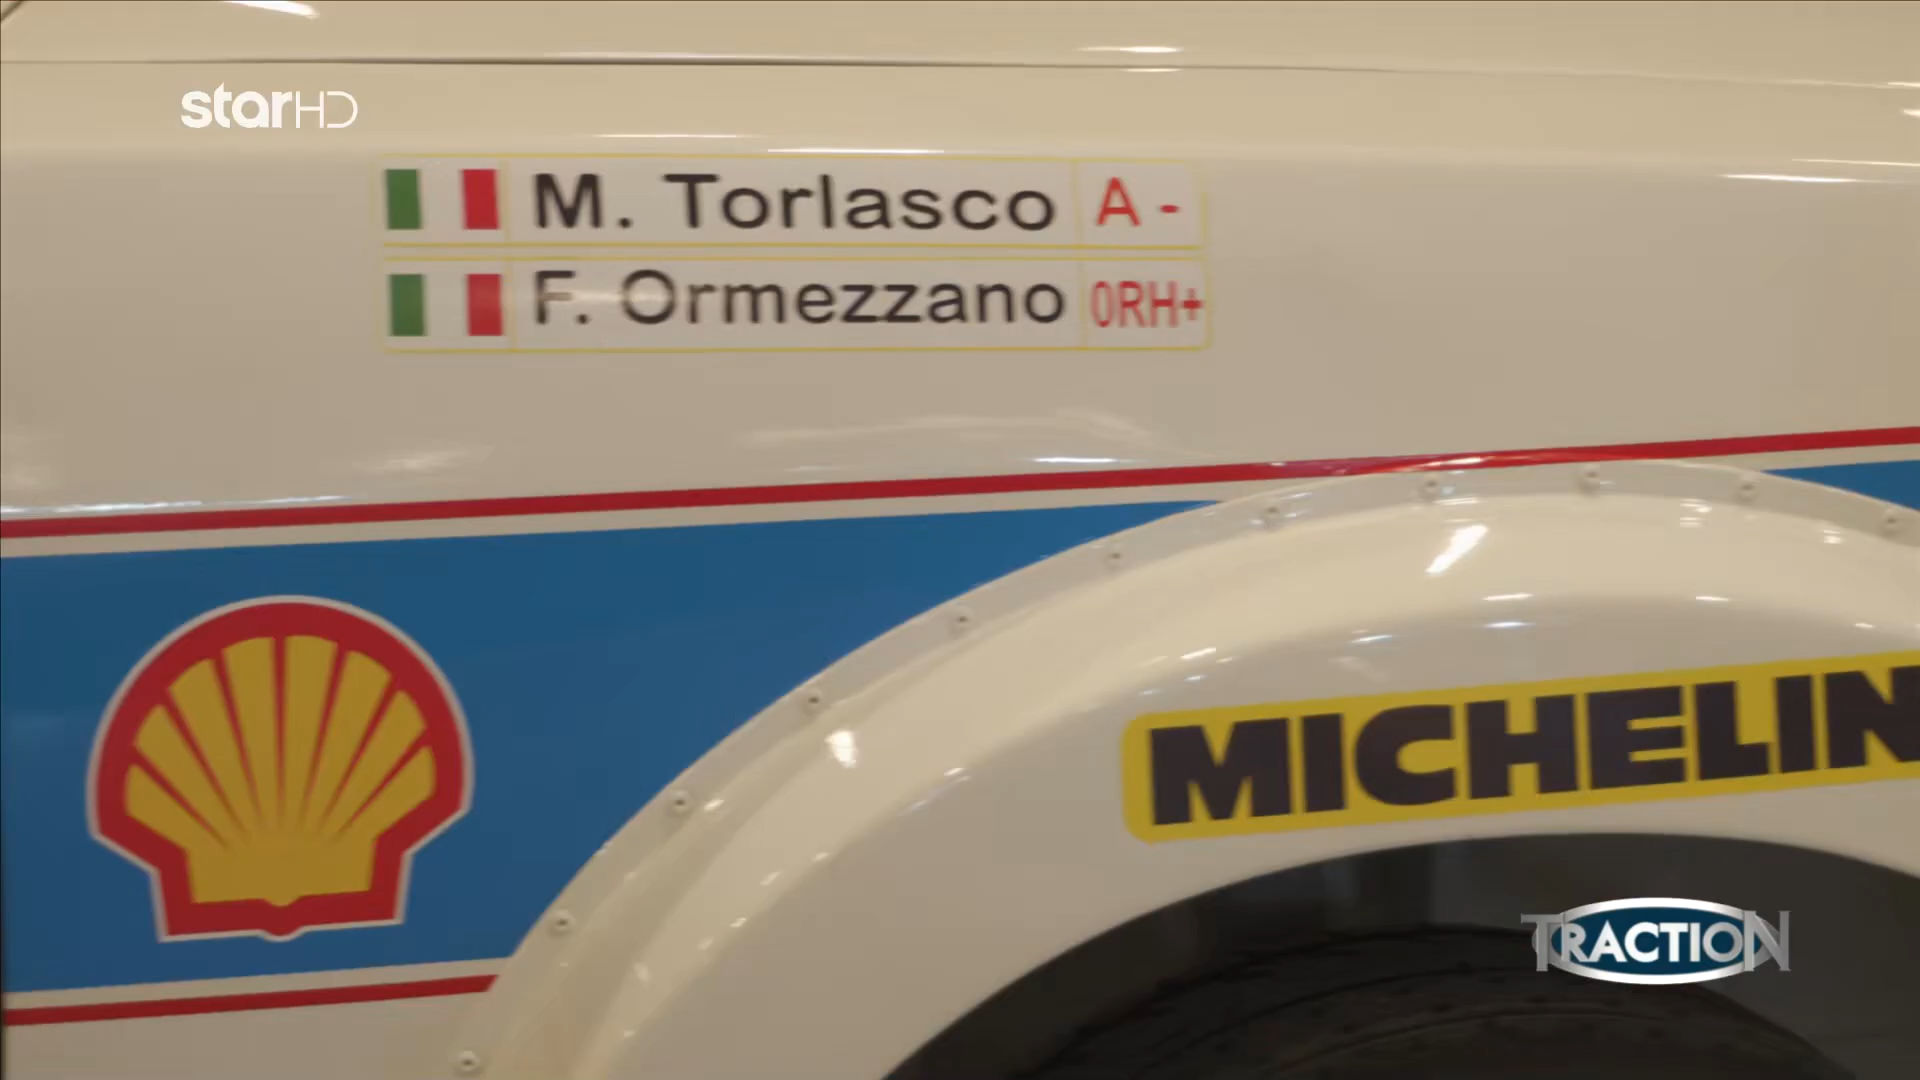 starHD
M. Torlasco A -
F. Ormezzano 0RH+
MICHELIN
TRACTION